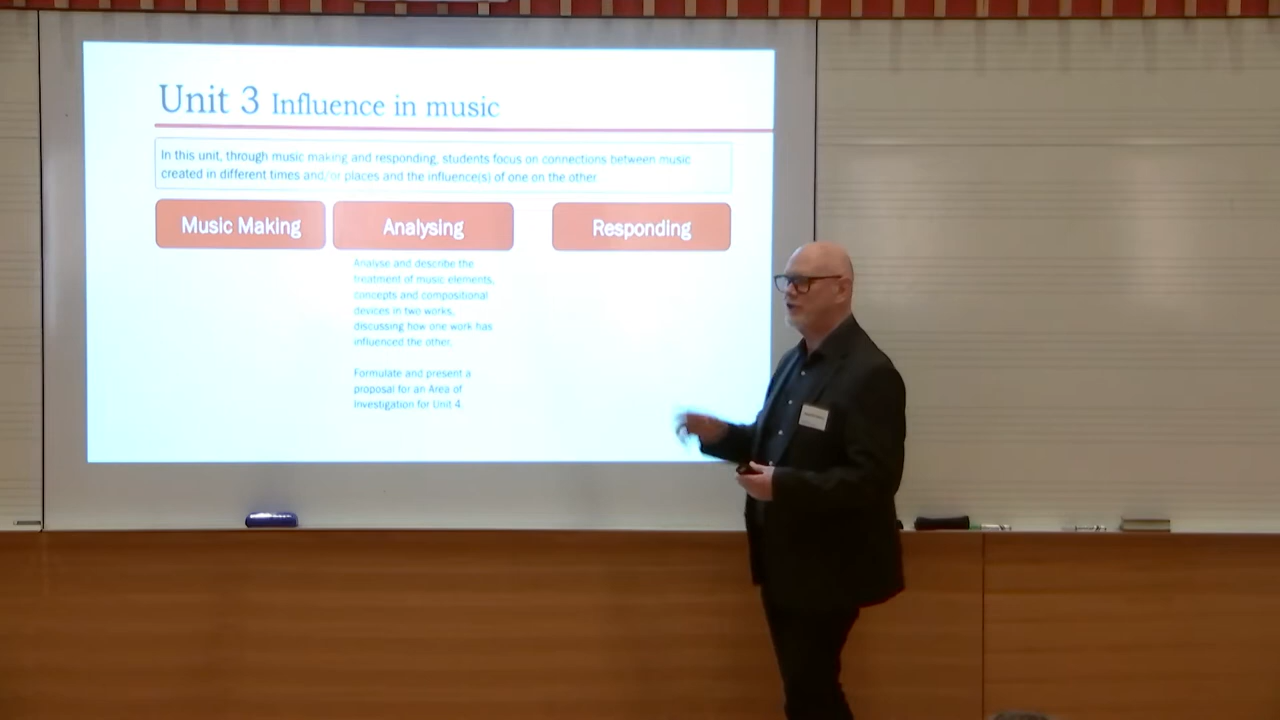 Unit 3 Influence in music
In this unit, through music making and responding, students focus on connections between music
created in different times and/or places and the influence(s) of one on the other.
Music Making
Analysing
Responding
Analyse and describe the
treatment of music elements,
concepts and compositional
devices in two works,
discussing how one work has
influenced the other.
Formulate and present a
proposal for an Area of
Investigation for Unit 4.